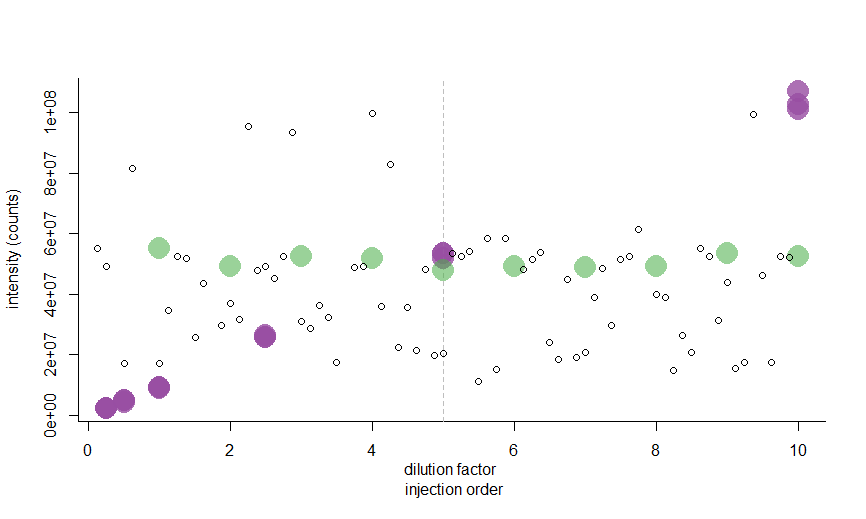 intensity (counts)
1e+08
8e+07
6e+07
4e+07
2e+07
0e+00
0 2 4 6 8 10
dilution factor
injection order